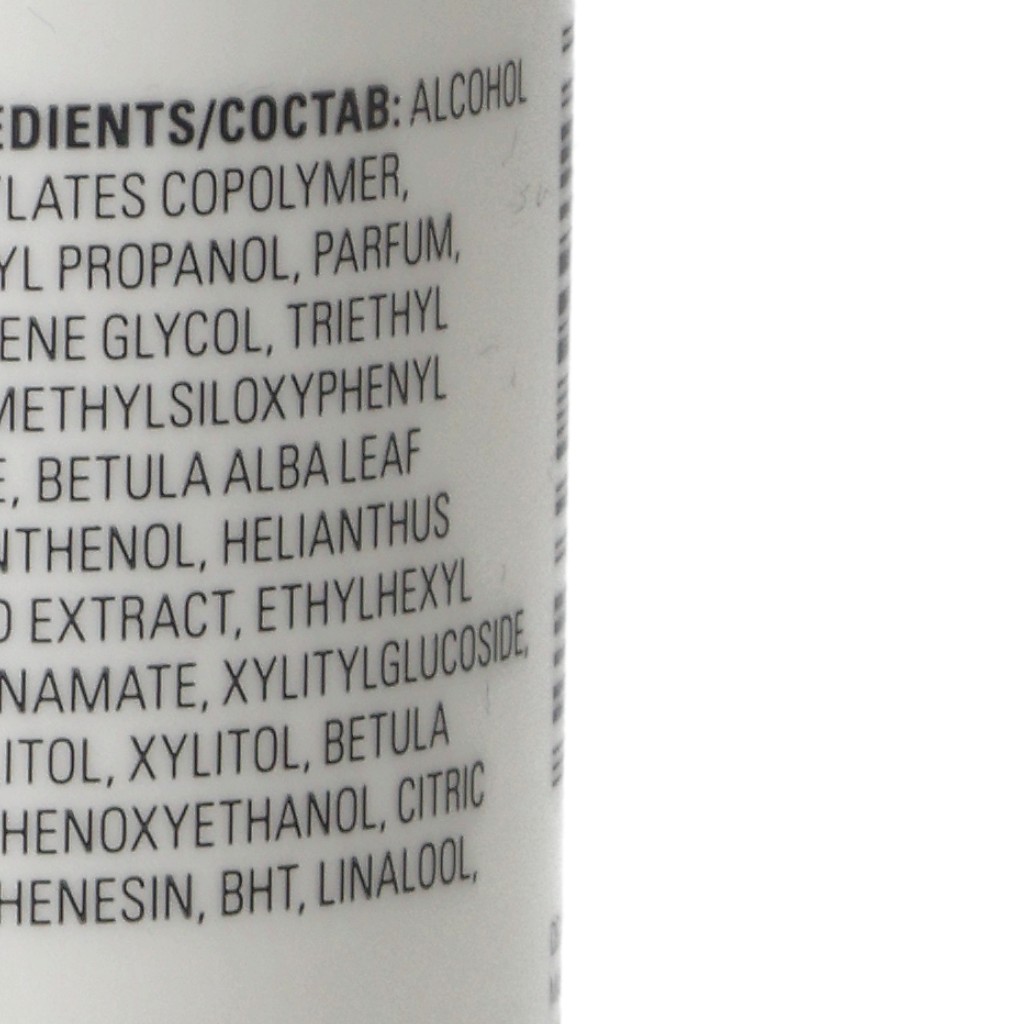 EDIENTS/COCTAB: ALCOHOL
LATES COPOLYMER,
YL PROPANOL, PARFUM,
ENE GLYCOL, TRIETHYL
METHYLSILOXYPHENYL
E, BETULA ALBA LEAF
NTHENOL, HELIANTHUS
D EXTRACT, ETHYLHEXYL
NAMATE, XYLITYLGLUCOSIDE,
ITOL, XYLITOL, BETULA
HENOXYETHANOL, CITRIC
HENESIN, BHT, LINALOOL,